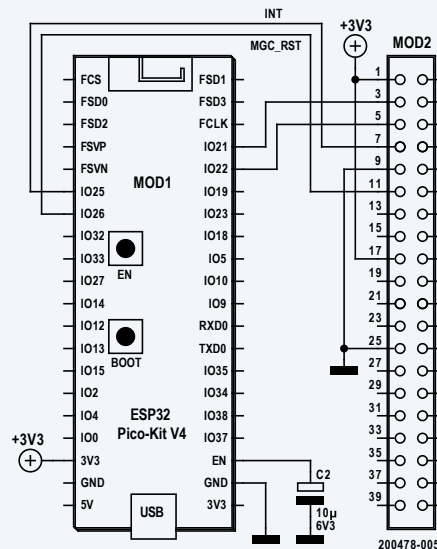 INT
MGC_RST
+3V3
MOD2
FCS
FSD0
FSD2
FSVP
FSVN
IO25
IO26
IO32
IO33
IO27
IO14
IO12
IO13
IO15
IO2
IO4
IO0
3V3
GND
5V
+3V3
MOD1
EN
BOOT
ESP32
Pico-Kit V4
USB
FSD1
FSD3
FCLK
IO21
IO22
IO19
IO23
IO18
IO5
IO10
IO9
RXD0
TXD0
IO35
IO34
IO38
IO37
EN
GND
3V3
C2
10µ
6V3
1
3
5
7
9
11
13
15
17
19
21
23
25
27
29
31
33
35
37
39
200478-005